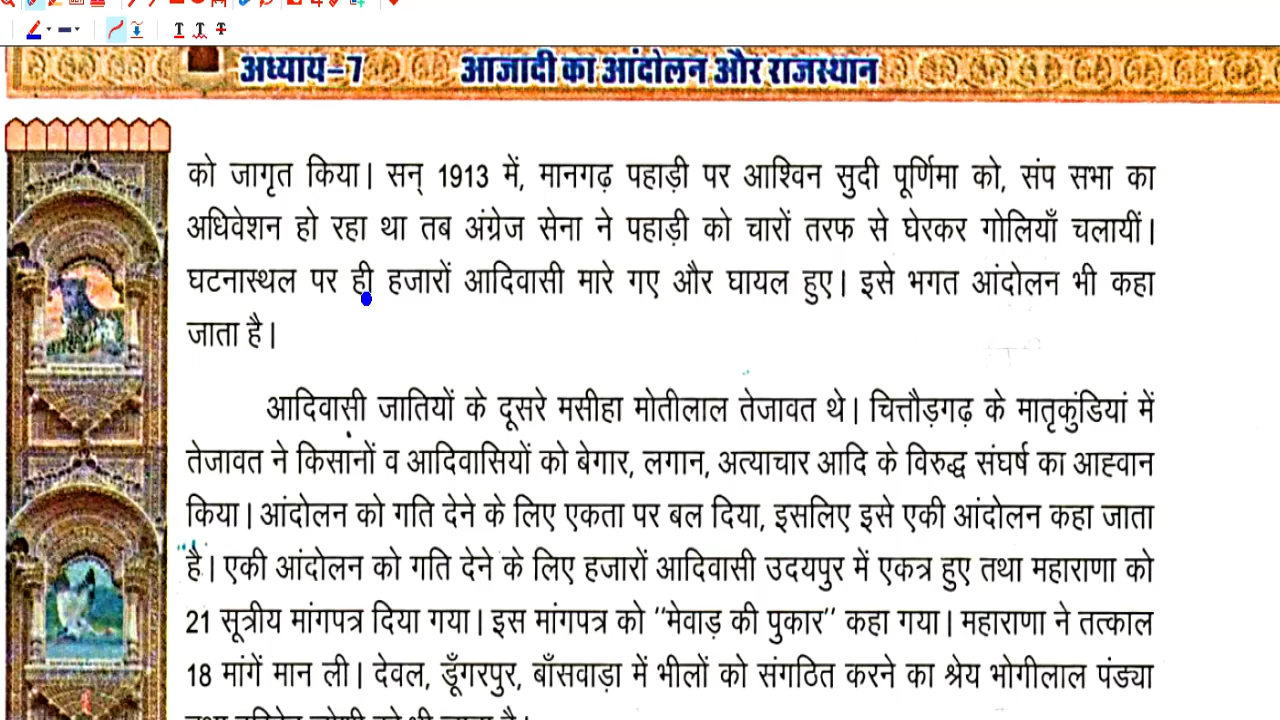 अध्याय-7 आजादी का आंदोलन और राजस्थान
को जागृत किया। सन् 1913 में, मानगढ़ पहाड़ी पर आश्विन सुदी पूर्णिमा को, संप सभा का
अधिवेशन हो रहा था तब अंग्रेज सेना ने पहाड़ी को चारों तरफ से घेरकर गोलियाँ चलायीं।
घटनास्थल पर ही हजारों आदिवासी मारे गए और घायल हुए। इसे भगत आंदोलन भी कहा
जाता है।
आदिवासी जातियों के दूसरे मसीहा मोतीलाल तेजावत थे। चित्तौड़गढ़ के मातृकुंडियां में
तेजावत ने किसानों व आदिवासियों को बेगार, लगान, अत्याचार आदि के विरुद्ध संघर्ष का आह्वान
किया। आंदोलन को गति देने के लिए एकता पर बल दिया, इसलिए इसे एकी आंदोलन कहा जाता
है। एकी आंदोलन को गति देने के लिए हजारों आदिवासी उदयपुर में एकत्र हुए तथा महाराणा को
21 सूत्रीय मांगपत्र दिया गया। इस मांगपत्र को "मेवाड़ की पुकार" कहा गया। महाराणा ने तत्काल
18 मांगें मान ली। देवल, डूँगरपुर, बाँसवाड़ा में भीलों को संगठित करने का श्रेय भोगीलाल पंड्या